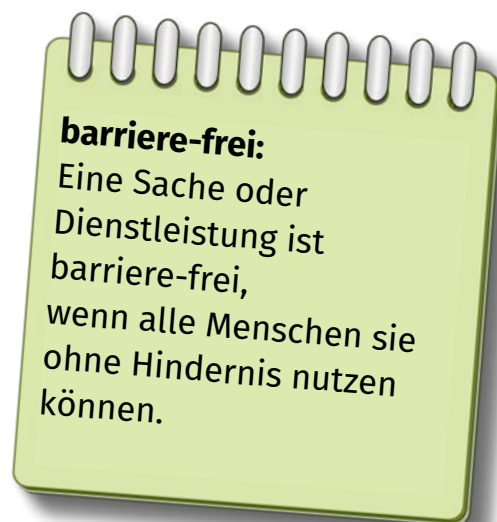 barriere-frei:
Eine Sache oder
Dienstleistung ist
barriere-frei,
wenn alle Menschen sie
ohne Hindernis nutzen
können.